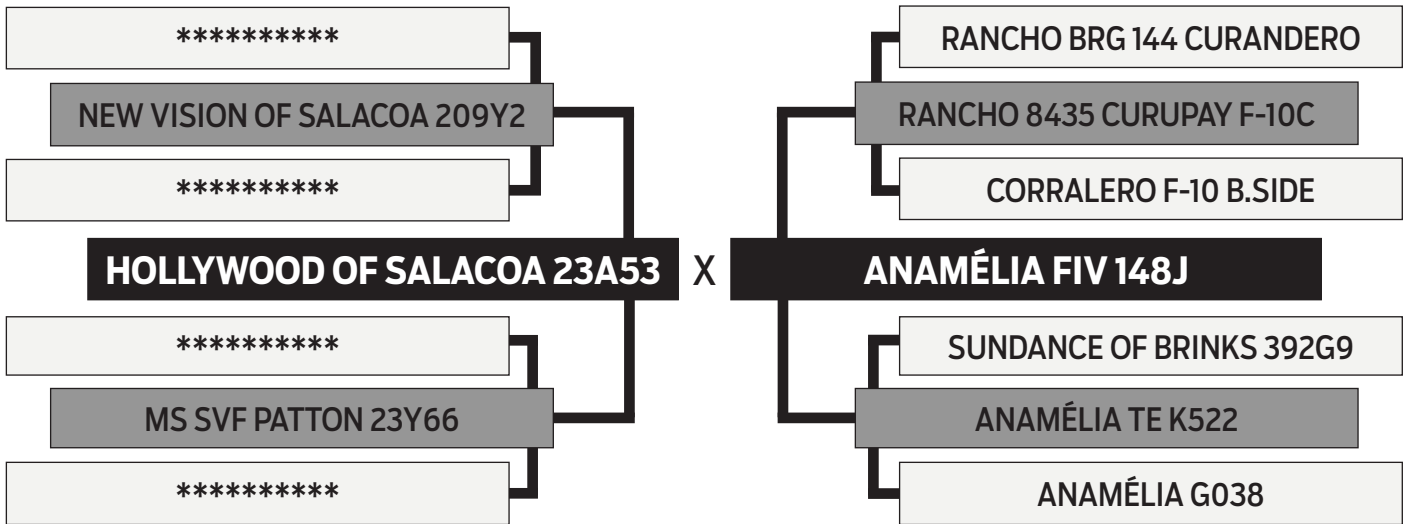 **********
RANCHO BRG 144 CURANDERO
NEW VISION OF SALACOA 209Y2
RANCHO 8435 CURUPAY F-10C
**********
CORRALERO F-10 B.SIDE
HOLLYWOOD OF SALACOA 23A53 X ANAMÉLIA FIV 148J
**********
SUNDANCE OF BRINKS 392G9
MS SVF PATTON 23Y66
ANAMÉLIA TE K522
**********
ANAMÉLIA G038